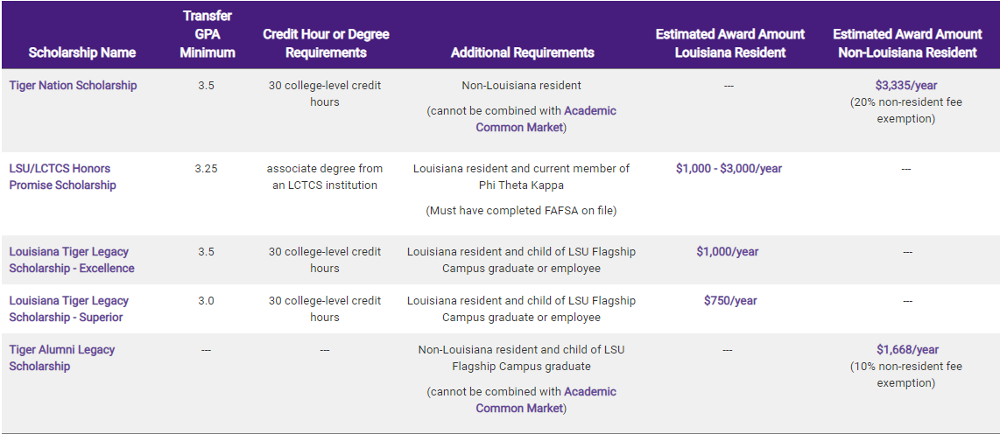 Scholarship Name
Transfer
GPA
Minimum
Credit Hour or Degree
Requirements
Additional Requirements
Estimated Award Amount
Louisiana Resident
Estimated Award Amount
Non-Louisiana Resident
Tiger Nation Scholarship
3.5
30 college-level credit
hours
Non-Louisiana resident
(cannot be combined with Academic
Common Market)
---
$3,335/year
(20% non-resident fee
exemption)
LSU/LCTCS Honors
Promise Scholarship
3.25
associate degree from
an LCTCS institution
Louisiana resident and current member of
Phi Theta Kappa
(Must have completed FAFSA on file)
$1,000 - $3,000/year
---
Louisiana Tiger Legacy
Scholarship - Excellence
3.5
30 college-level credit
hours
Louisiana resident and child of LSU Flagship
Campus graduate or employee
$1,000/year
---
Louisiana Tiger Legacy
Scholarship - Superior
3.0
30 college-level credit
hours
Louisiana resident and child of LSU Flagship
Campus graduate or employee
$750/year
---
Tiger Alumni Legacy
Scholarship
---
---
Non-Louisiana resident and child of LSU
Flagship Campus graduate
(cannot be combined with Academic
Common Market)
---
$1,668/year
(10% non-resident fee
exemption)